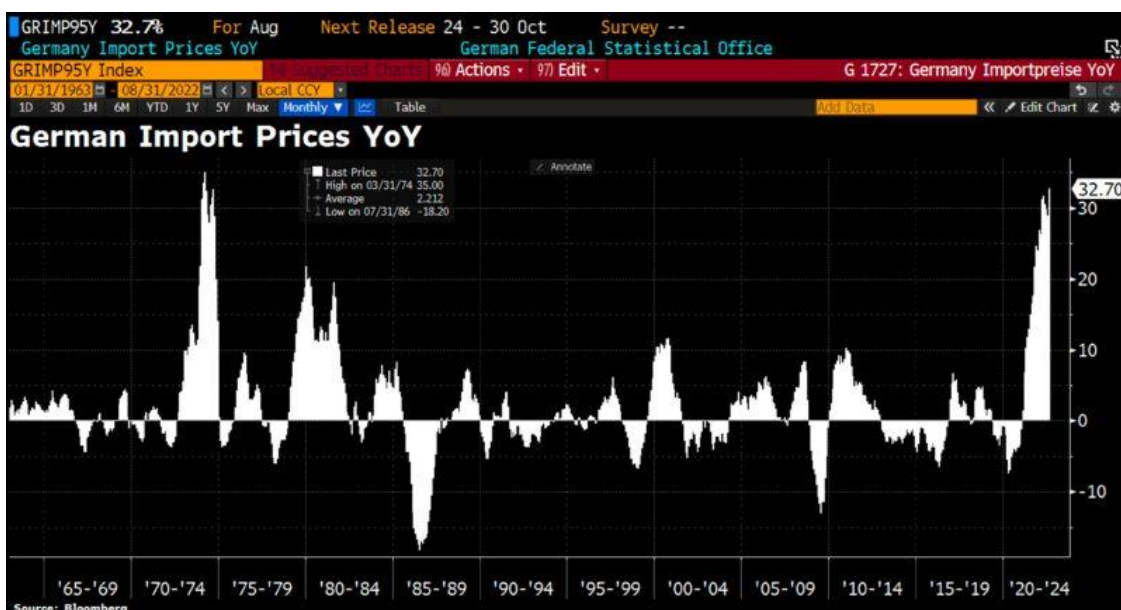 GRIMP95Y 32.7% For Aug Next Release 24 - 30 Oct Survey --
Germany Import Prices YoY German Federal Statistical Office
GRIMP95Y Index 94) Suggested Charts 96) Actions 97) Edit G 1727: Germany Importpreise YoY
01/31/1963 - 08/31/2022 < > Local CCY
1D 3D 1M 6M YTD 1Y 5Y Max Monthly ▼ Table Add Data « Edit Chart
German Import Prices YoY
Annotate
Last Price 32.70
High on 03/31/74 35.00
Average 2.212
Low on 07/31/86 -18.20
32.70
30
20
10
0
-10
'65-'69 '70-'74 '75-'79 '80-'84 '85-'89 '90-'94 '95-'99 '00-'04 '05-'09 '10-'14 '15-'19 '20-'24
Source: Bloomberg